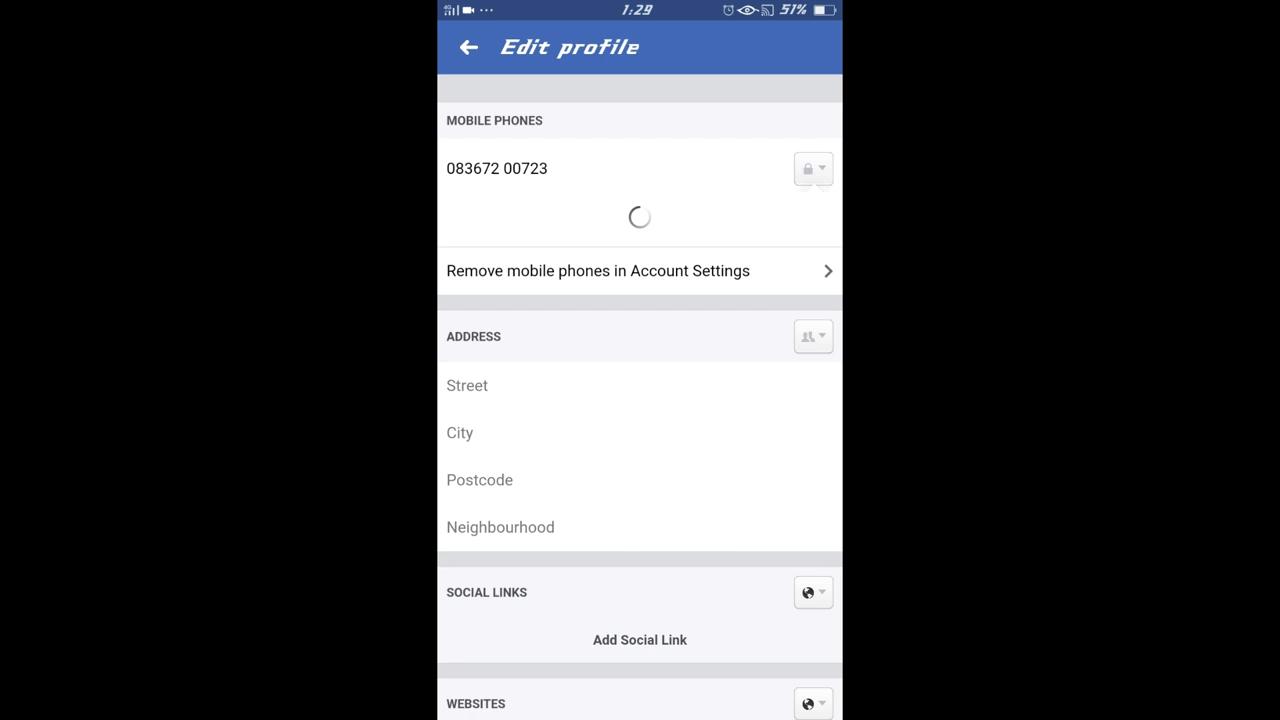 4G 1:29 51%
Edit profile
MOBILE PHONES
083672 00723
Remove mobile phones in Account Settings
ADDRESS
Street
City
Postcode
Neighbourhood
SOCIAL LINKS
Add Social Link
WEBSITES